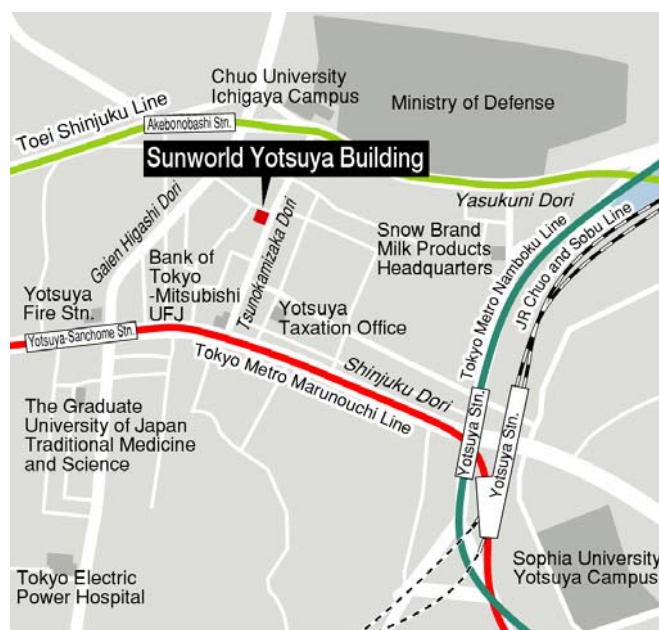 Chuo University
Ichigaya Campus
Ministry of Defense
Toei Shinjuku Line
Akebonobashi Stn.
Sunworld Yotsuya Building
Yasukuni Dori
Gaien Higashi Dori
Tsunokamizaka Dori
Snow Brand
Milk Products
Headquarters
Tokyo Metro Namboku Line
JR Chuo and Sobu Line
Bank of
Tokyo
-Mitsubishi
UFJ
Yotsuya
Fire Stn.
Yotsuya
Taxation Office
Yotsuya-Sanchome Stn.
Tokyo Metro Marunouchi Line
Shinjuku Dori
The Graduate
University of Japan
Traditional Medicine
and Science
Yotsuya Stn.
Yotsuya Stn.
Sophia University
Yotsuya Campus
Tokyo Electric
Power Hospital